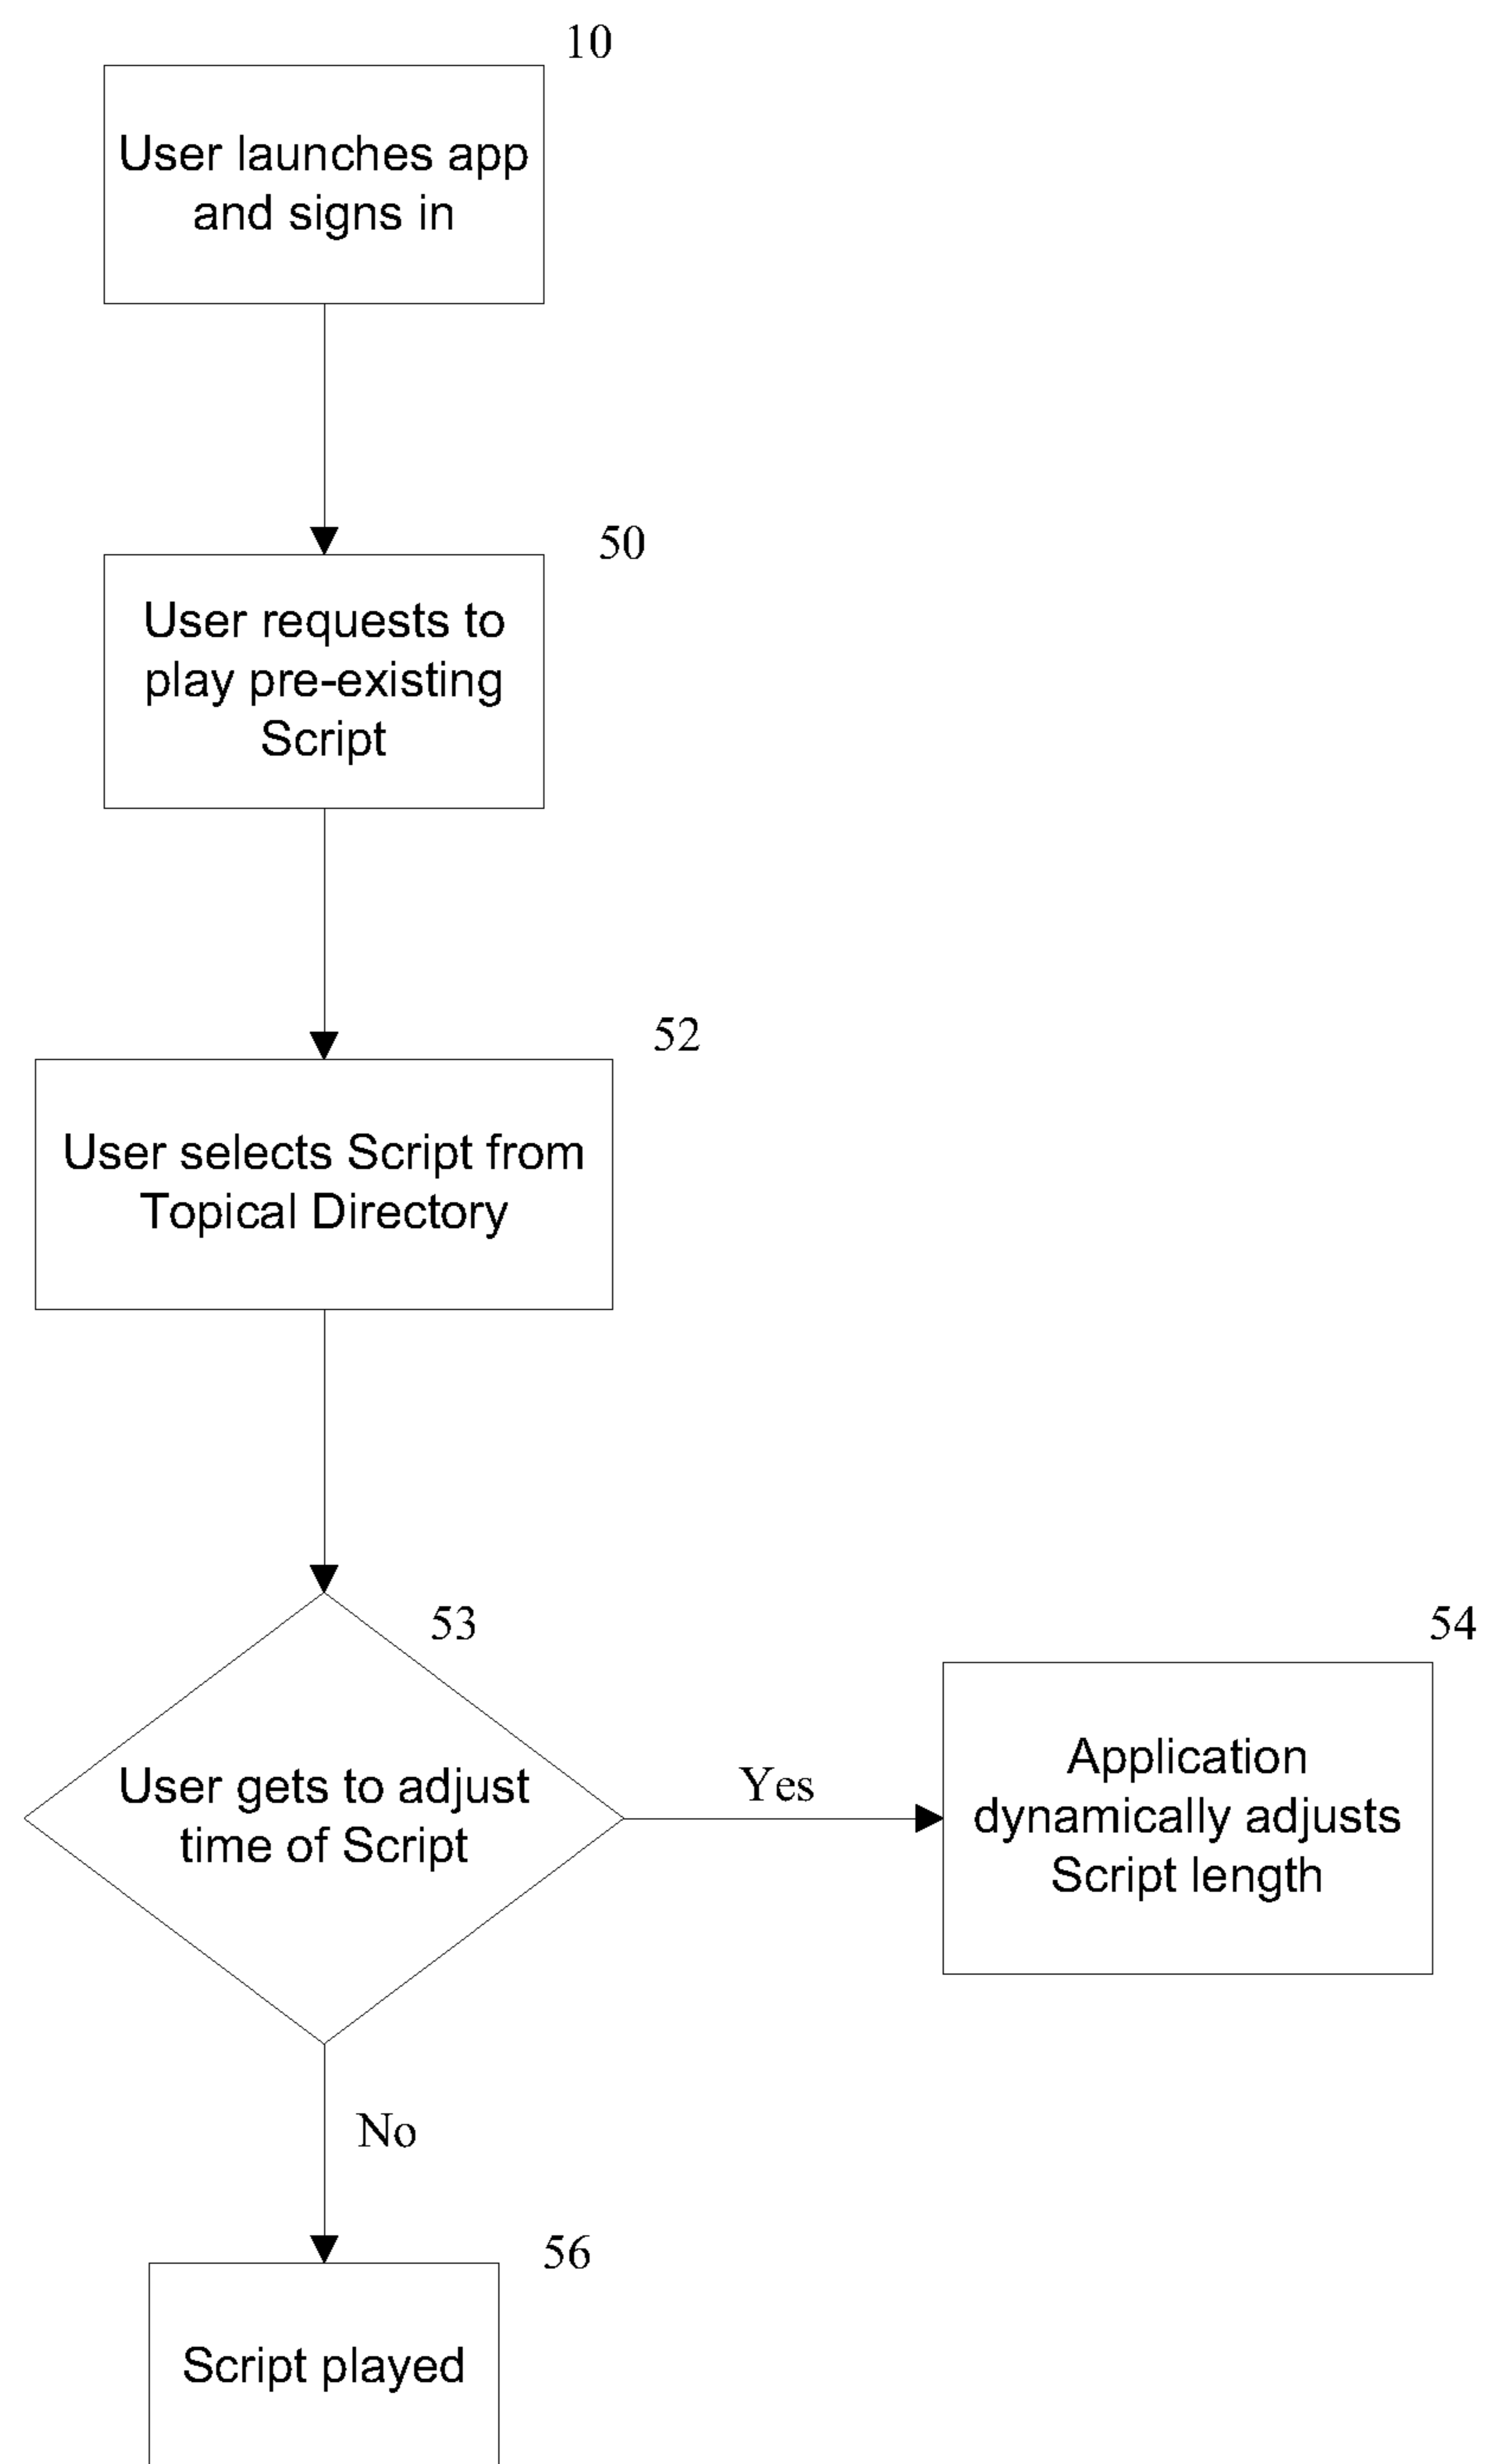 10
User launches app
and signs in
50
User requests to
play pre-existing
Script
52
User selects Script from
Topical Directory
53
User gets to adjust
time of Script
Yes
54
Application
dynamically adjusts
Script length
No
56
Script played